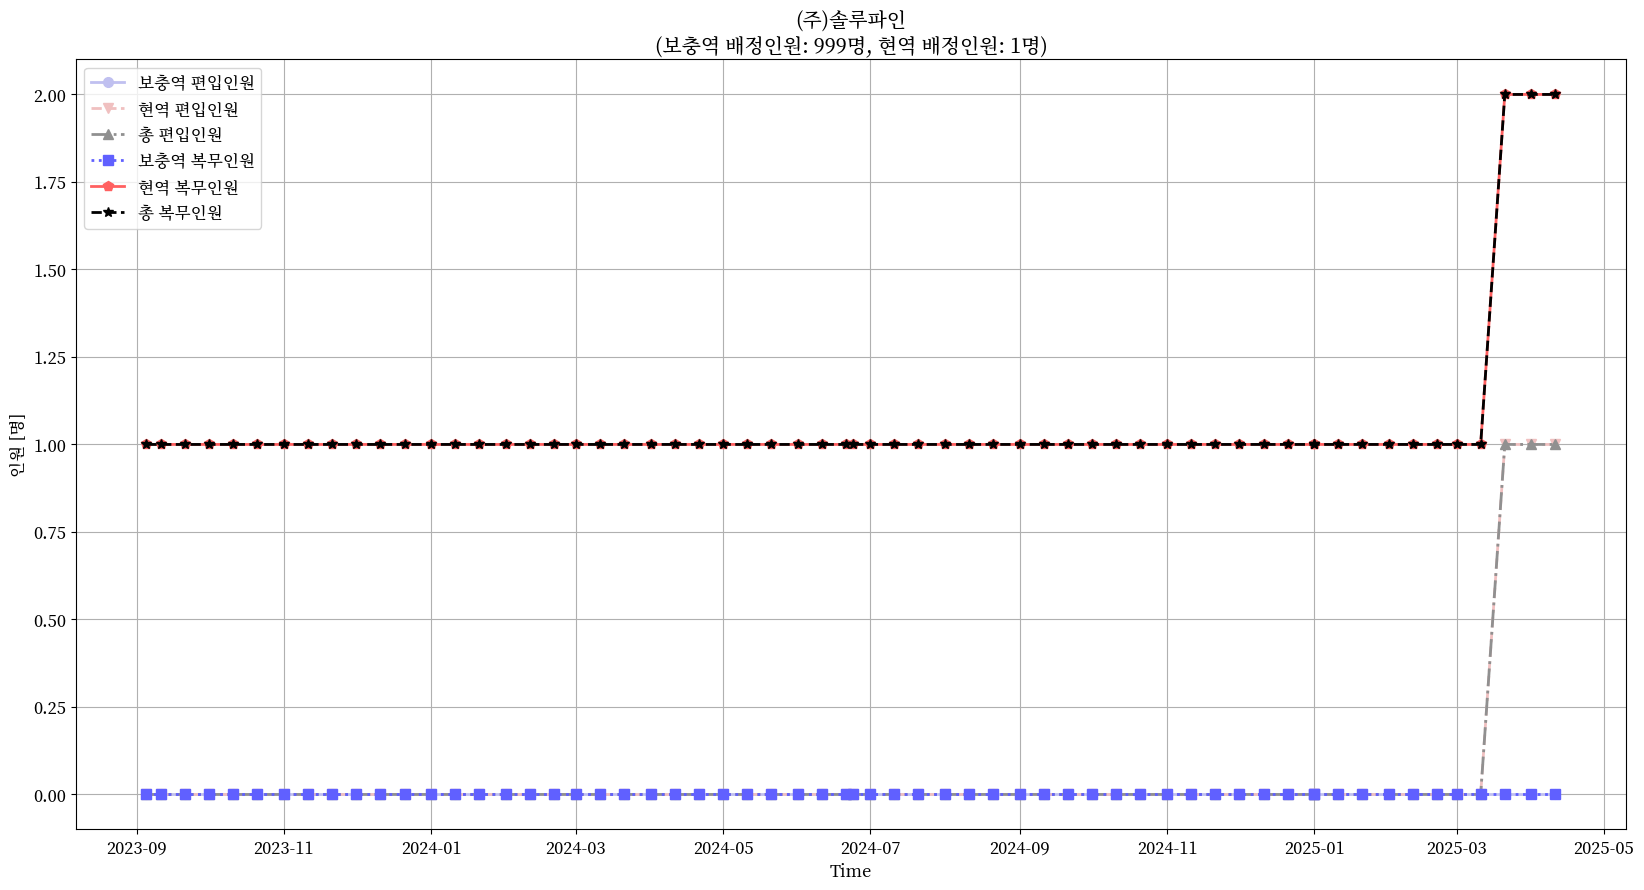 (주)솔루파인
(보충역 배정인원: 999명, 현역 배정인원: 1명)
보충역 편입인원
현역 편입인원
총 편입인원
보충역 복무인원
현역 복무인원
총 복무인원
2.00
1.75
1.50
1.25
1.00
0.75
0.50
0.25
0.00
인원 [명]
2023-09 2023-11 2024-01 2024-03 2024-05 2024-07 2024-09 2024-11 2025-01 2025-03 2025-05
Time